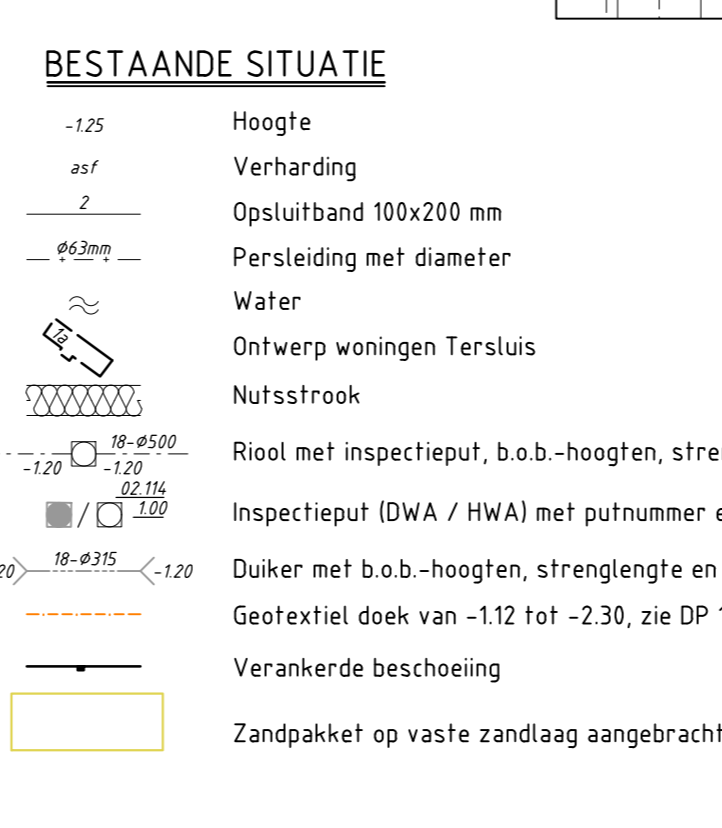 BESTAANDE SITUATIE
-1.25 Hoogte
asf Verharding
2 Opsluitband 100x200 mm
Ø63mm Persleiding met diameter
Water
1a Ontwerp woningen Tersluis
Nutsstrook
18-Ø500
-1.20 -1.20 Riool met inspectieput, b.o.b.-hoogten,
02.114
1.00 Inspectieput (DWA / HWA) met putnummer
18-Ø315
-1.20 Duiker met b.o.b.-hoogten, strenglengte en
Geotextiel doek van -1.12 tot -2.30, zie DP
Verankerde beschoeiing
Zandpakket op vaste zandlaag aangebracht